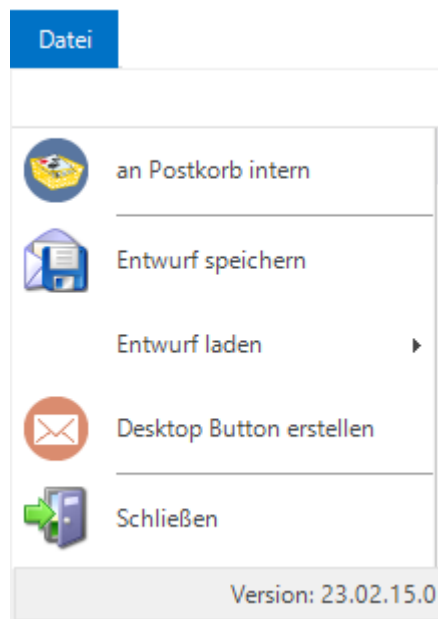 Datei
an Postkorb intern
Entwurf speichern
Entwurf laden
Desktop Button erstellen
Schließen
Version: 23.02.15.0